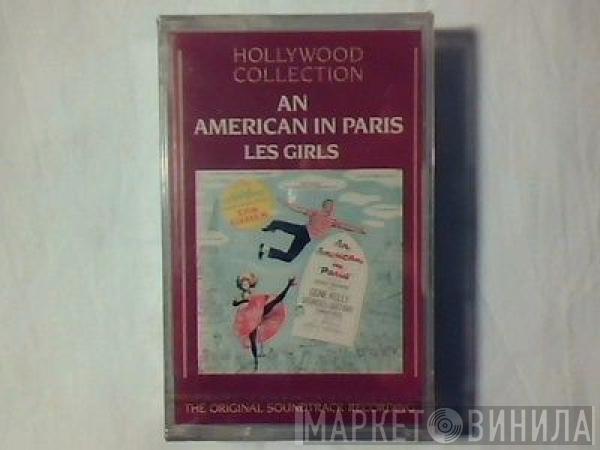 HOLLYWOOD
COLLECTION
AN
AMERICAN IN PARIS
LES GIRLS
An
American
in
Paris
GENE KELLY
THE ORIGINAL SOUNDTRACK RECORDING
МАРКЕТ ВИНИЛА